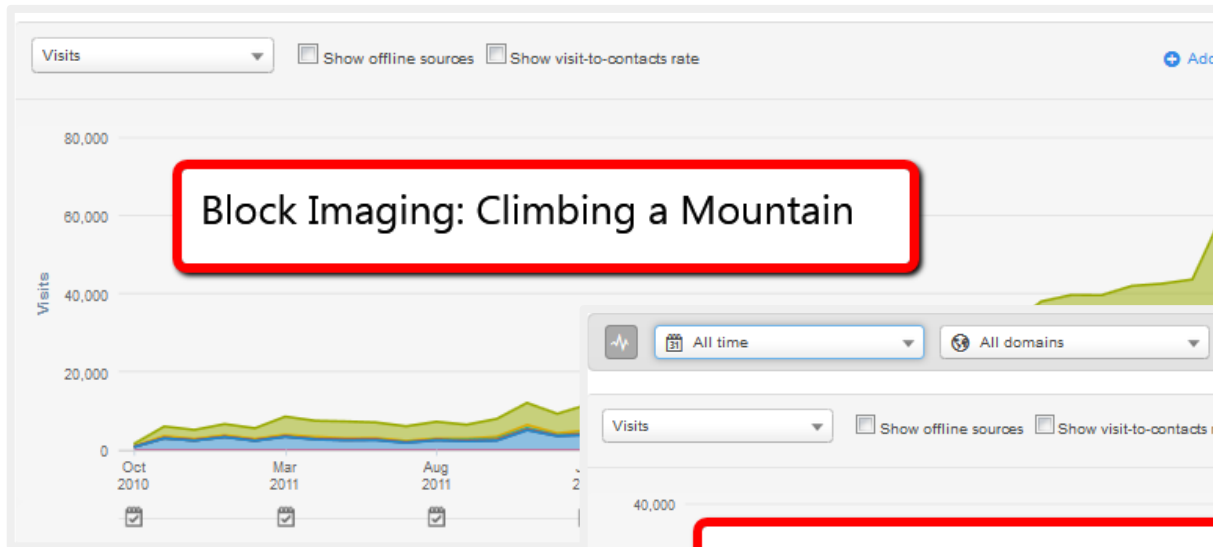 Visits
Show offline sources
Show visit-to-contacts rate
80,000
Block Imaging: Climbing a Mountain
60,000
Visits
40,000
20,000
0
Oct
2010
Mar
2011
Aug
2011
31
All time
All domains
Visits
Show offline sources
Show visit-to-contacts
40,000